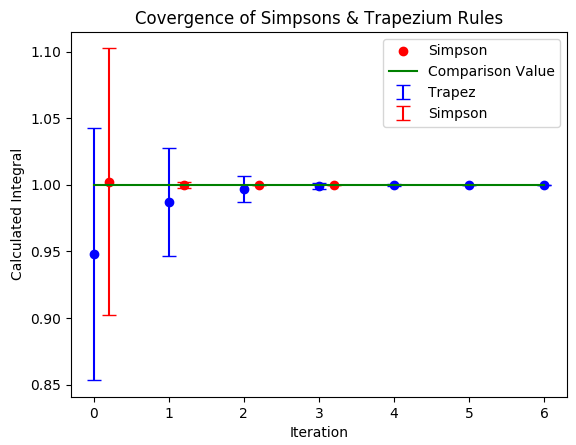 Covergence of Simpsons & Trapezium Rules
Simpson
Comparison Value
Trapez
Simpson
Calculated Integral
1.10
1.05
1.00
0.95
0.90
0.85
0 1 2 3 4 5 6
Iteration